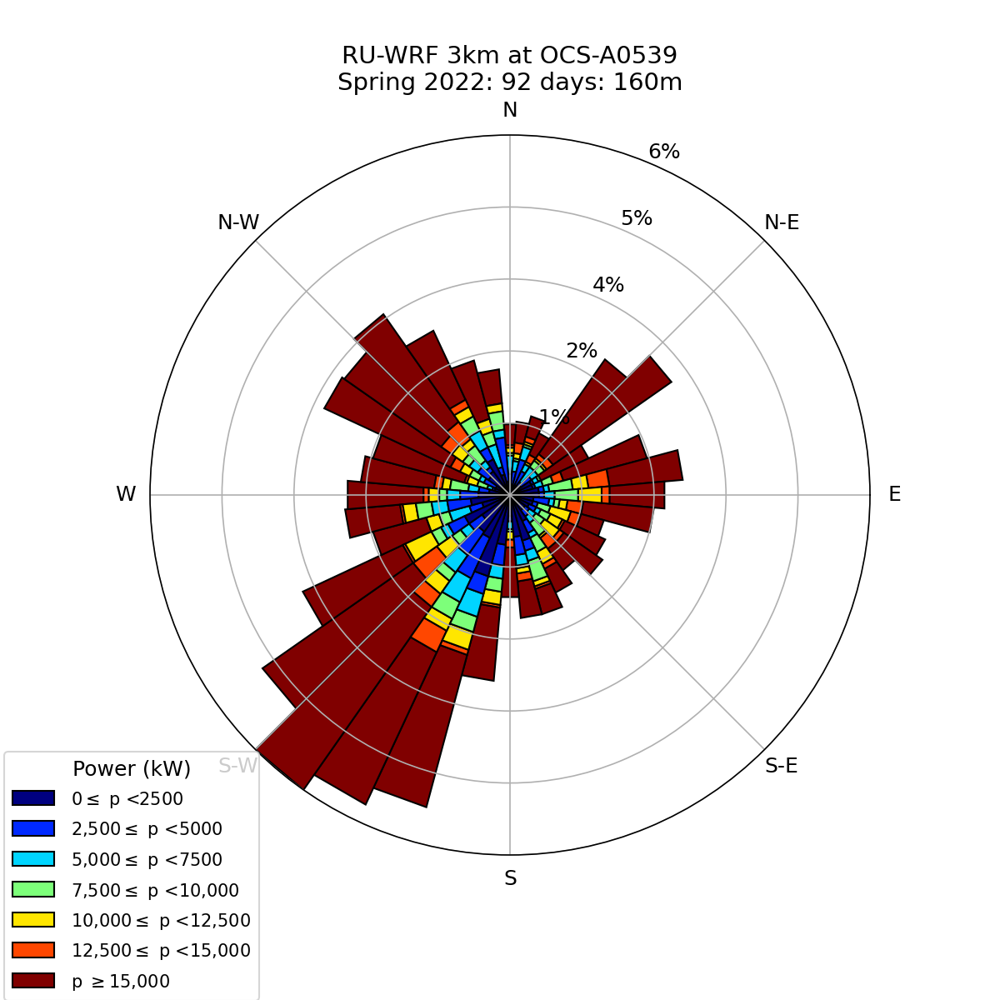 RU-WRF 3km at OCS-A0539
Spring 2022: 92 days: 160m
N
6%
N-W
5%
N-E
4%
2%
1%
W
E
S-W
S-E
S
Power (kW)
0≤ p <2500
2,500≤ p <5000
5,000≤ p <7500
7,500≤ p <10,000
10,000≤ p <12,500
12,500≤ p <15,000
p ≥15,000